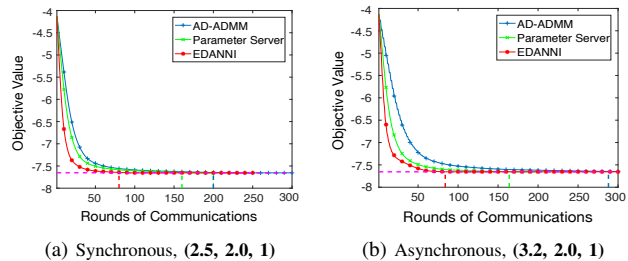 -4
-4.5
-5
-5.5
-6
-6.5
-7
-7.5
-8
Objective Value
AD-ADMM
Parameter Server
EDANNI
50 100 150 200 250 300
Rounds of Communications
(a) Synchronous, (2.5, 2.0, 1)
-4
-4.5
-5
-5.5
-6
-6.5
-7
-7.5
-8
Objective Value
AD-ADMM
Parameter Server
EDANNI
50 100 150 200 250 300
Rounds of Communications
(b) Asynchronous, (3.2, 2.0, 1)